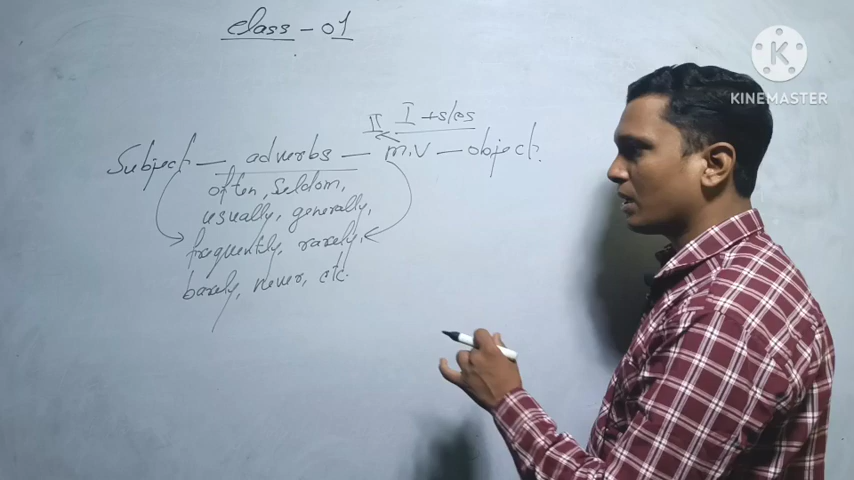 class - 01
II I + s/es
Subject - adverbs - m.v - object.
often, seldom,
usually, generally,
frequently, rarely,
barely, never, etc.
KINEMASTER